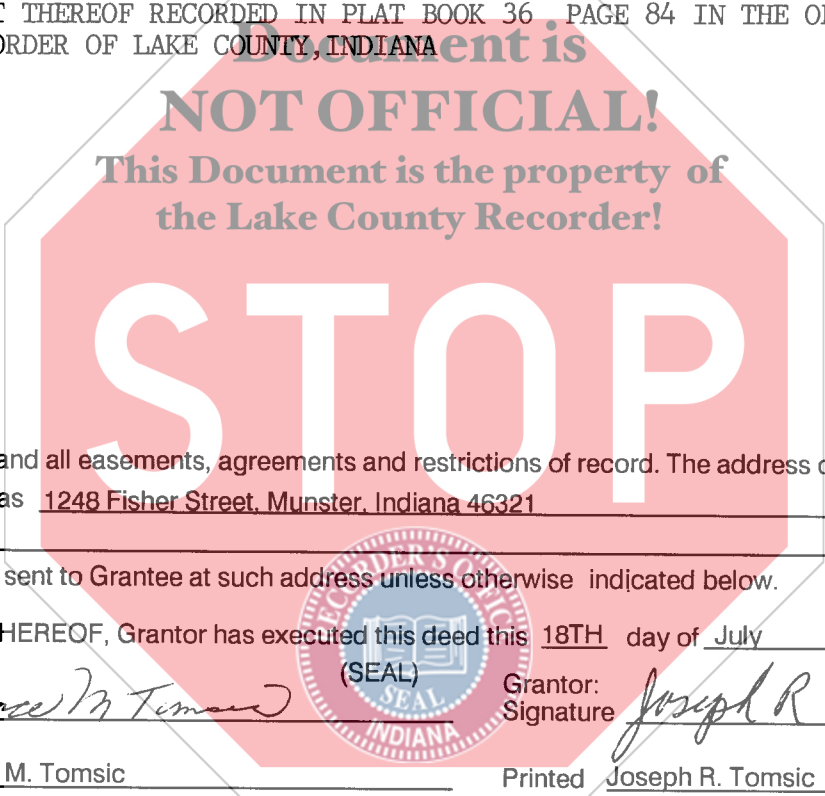 T THEREOF RECORDED IN PLAT BOOK 36 PAGE 84 IN THE O
ORDER OF LAKE COUNTY, INDIANA
Document is
NOT OFFICIAL!
This Document is the property of
the Lake County Recorder!
STOP
and all easements, agreements and restrictions of record. The address o
as 1248 Fisher Street, Munster, Indiana 46321
sent to Grantee at such address unless otherwise indicated below.
HEREOF, Grantor has executed this deed this 18TH day of July
RECORDER'S OFFICE
(SEAL)
SEAL
INDIANA
M Tomsic
Grantor:
Signature Joseph R
M. Tomsic
Printed Joseph R. Tomsic